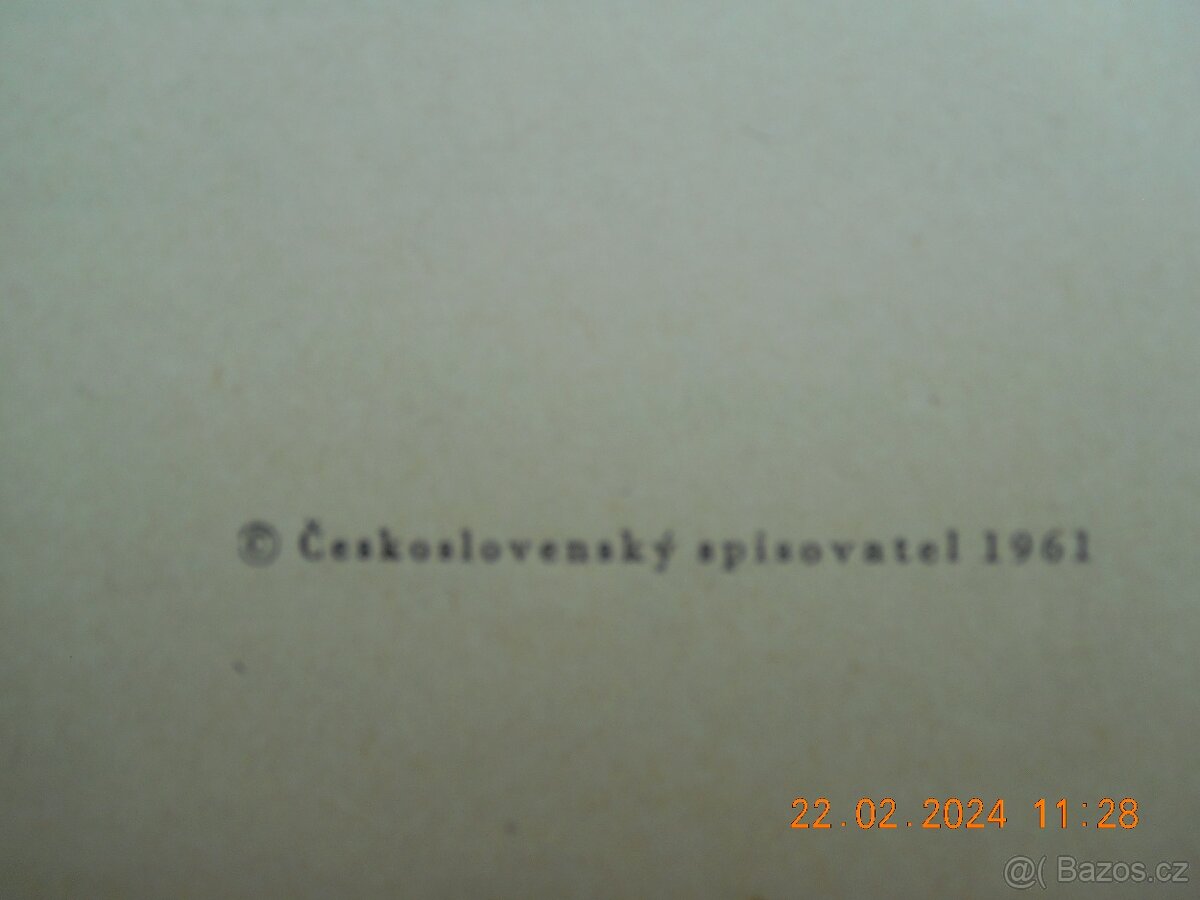 © Československý spisovatel 1961
22.02.2024 11:28
@( Bazos.cz